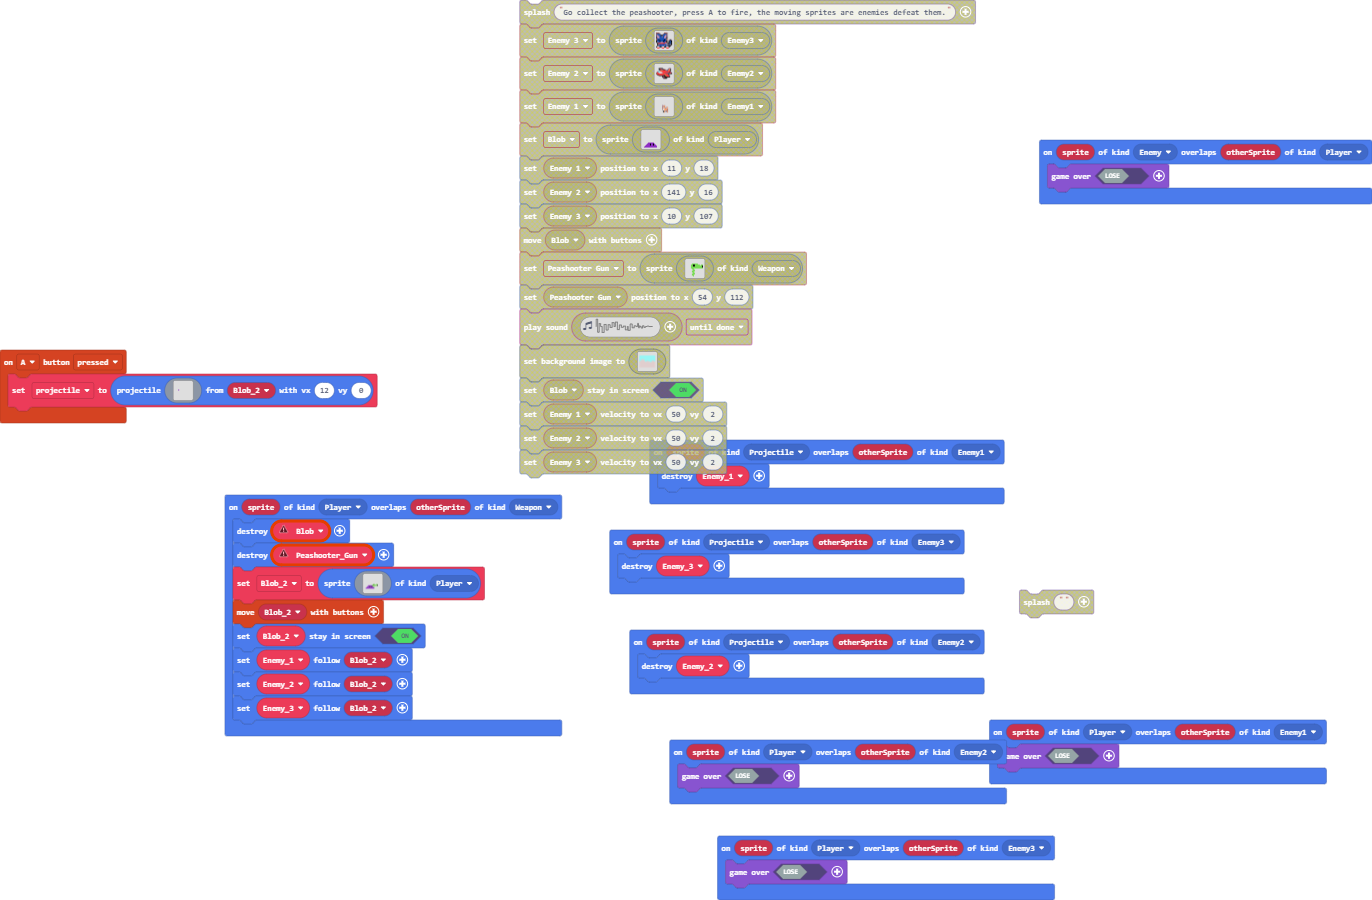 splash "Go collect the peashooter, press A to fire, the moving sprites are enemies defeat them."
set Enemy 3 to sprite of kind Enemy3
set Enemy 2 to sprite of kind Enemy2
set Enemy 1 to sprite of kind Enemy1
set Blob to sprite of kind Player
set Enemy 1 position to x 11 y 18
set Enemy 2 position to x 141 y 16
set Enemy 3 position to x 10 y 107
move Blob with buttons
set Peashooter Gun to sprite of kind Weapon
set Peashooter Gun position to x 54 y 112
play sound until done
set background image to
set Blob stay in screen ON
set Enemy 1 velocity to vx 50 vy 2
set Enemy 2 velocity to vx 50 vy 2
set Enemy 3 velocity to vx 50 vy 2
on sprite of kind Enemy overlaps otherSprite of kind Player
game over LOSE
on A button pressed
set projectile to projectile from Blob_2 with vx 12 vy 0
kind Projectile overlaps otherSprite of kind Enemy1
destroy Enemy_1
on sprite of kind Player overlaps otherSprite of kind Weapon
destroy Blob
destroy Peashooter_Gun
set Blob_2 to sprite of kind Player
move Blob_2 with buttons
set Blob_2 stay in screen ON
set Enemy_1 follow Blob_2
set Enemy_2 follow Blob_2
set Enemy_3 follow Blob_2
on sprite of kind Projectile overlaps otherSprite of kind Enemy3
destroy Enemy_3
splash " "
on sprite of kind Projectile overlaps otherSprite of kind Enemy2
destroy Enemy_2
on sprite of kind Player overlaps otherSprite of kind Enemy1
game over LOSE
on sprite of kind Player overlaps otherSprite of kind Enemy2
game over LOSE
on sprite of kind Player overlaps otherSprite of kind Enemy3
game over LOSE